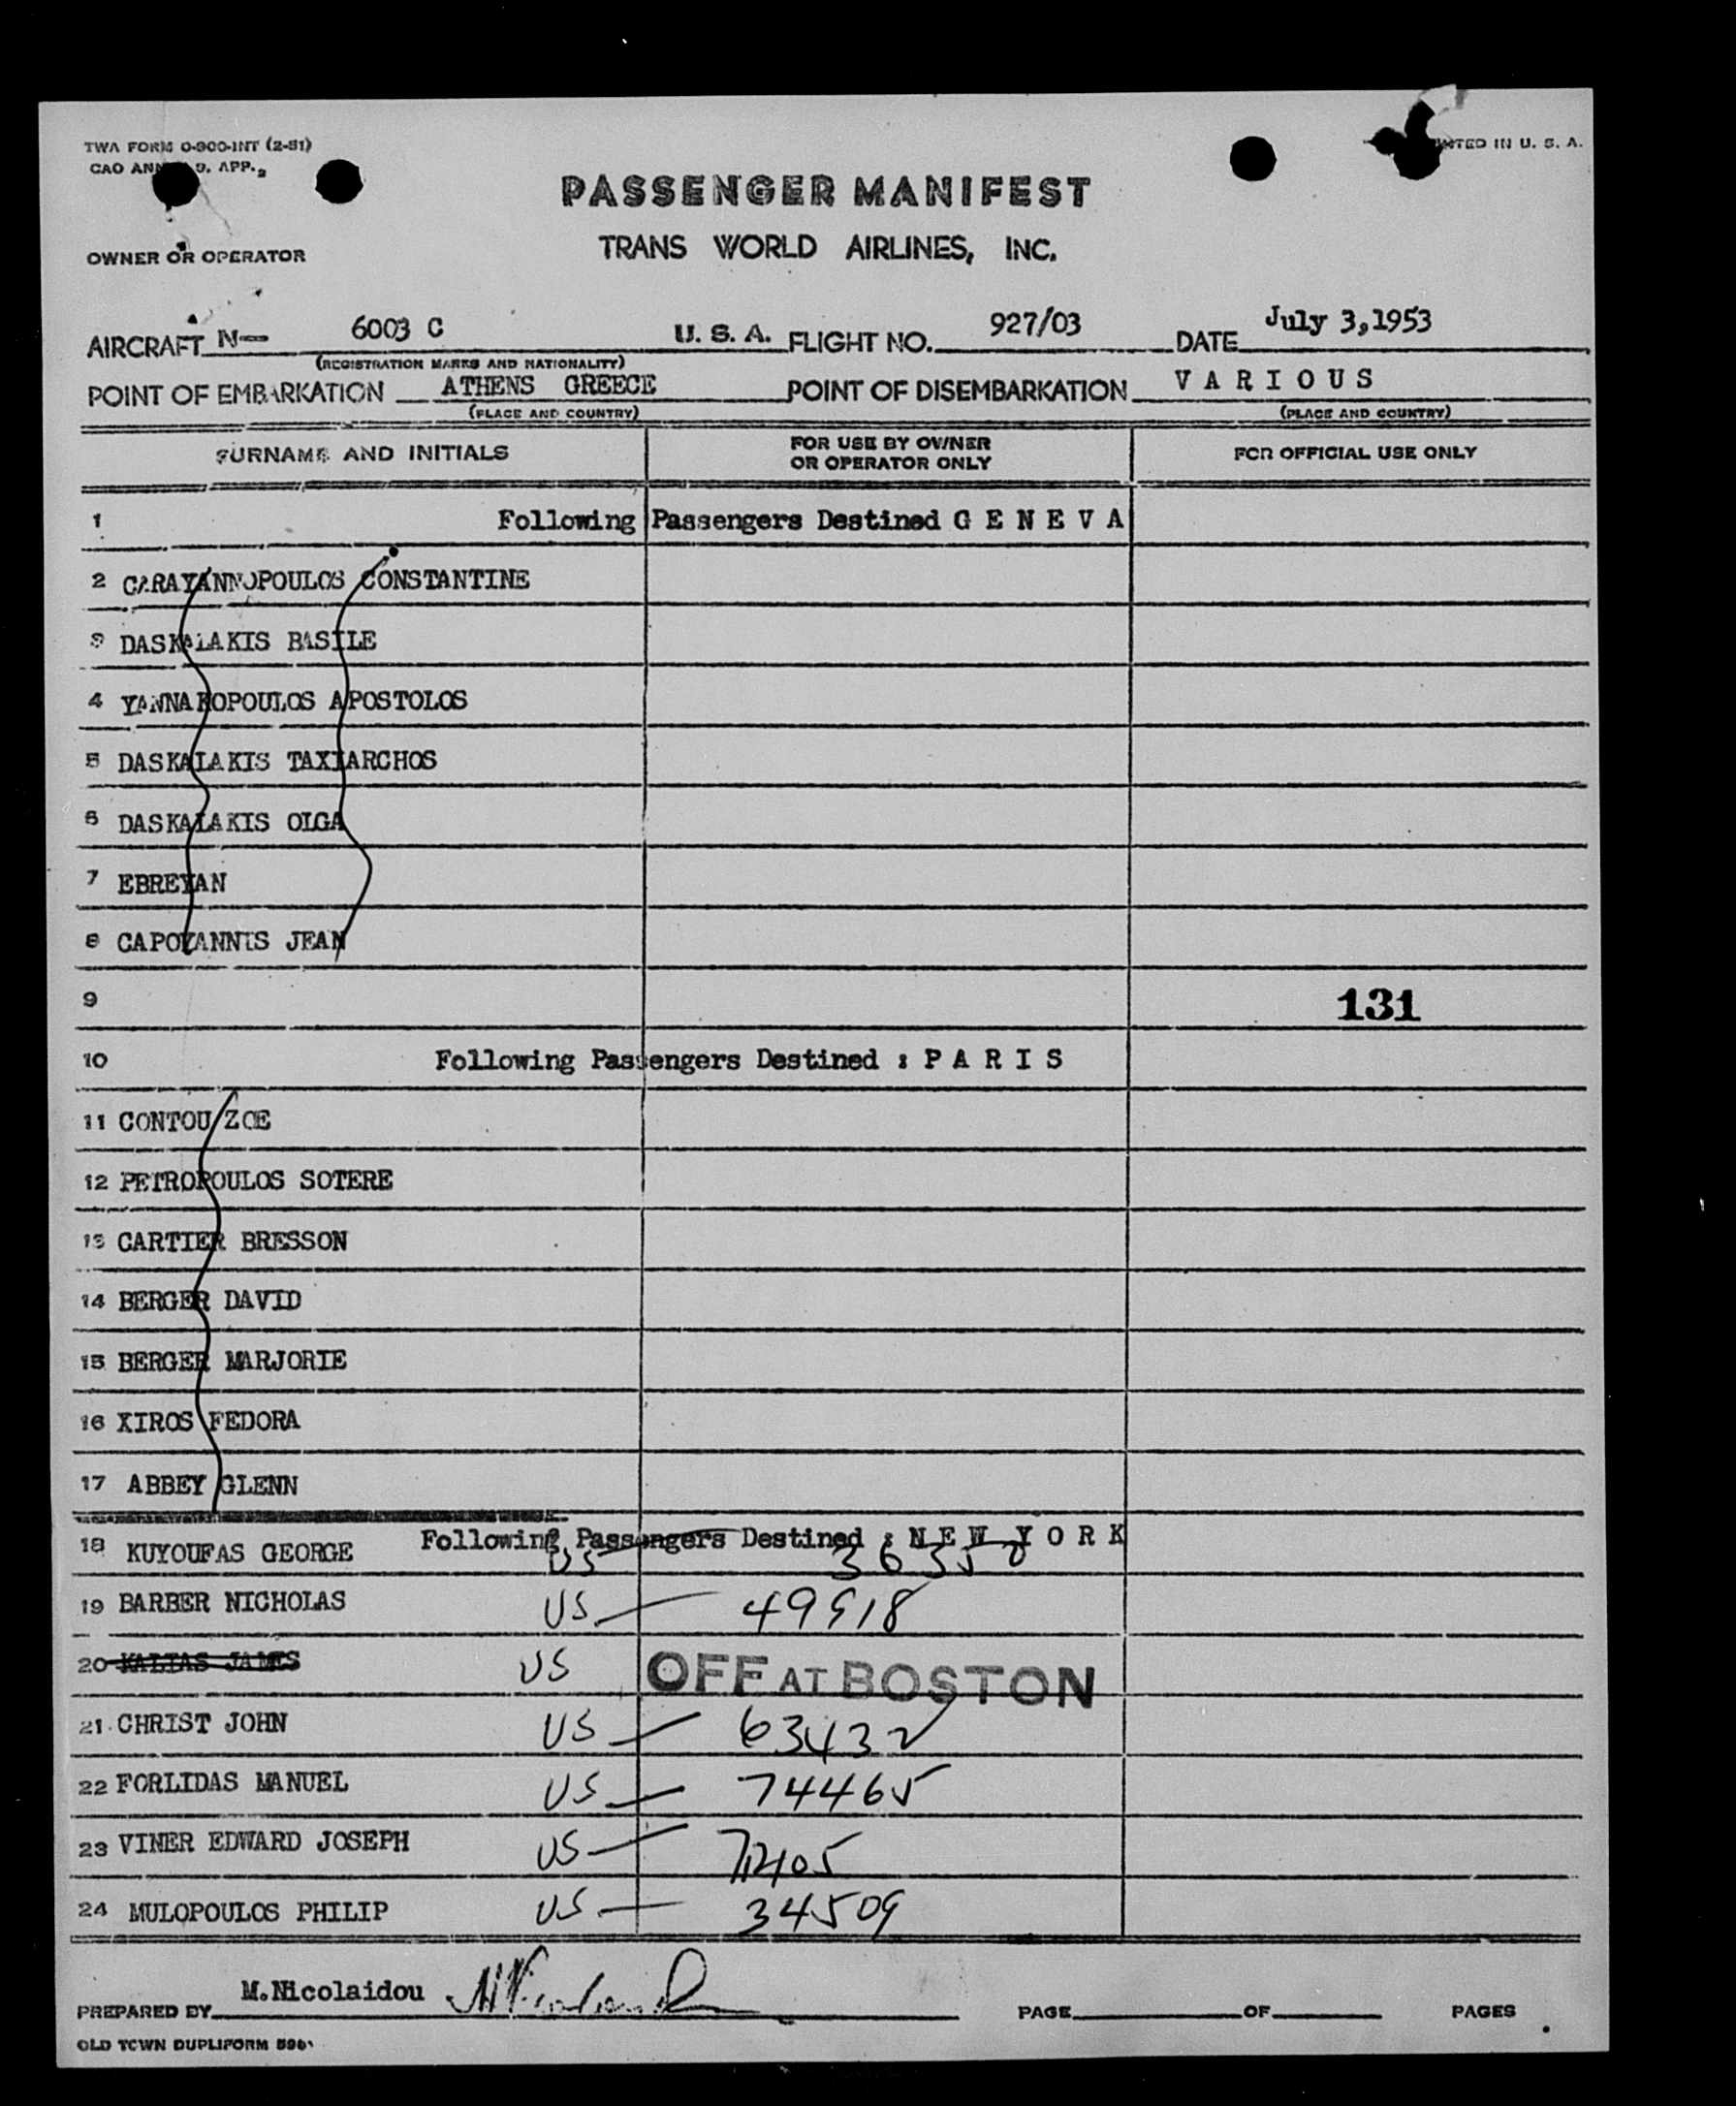 TWA FORM O-900-INT (2-51)
CAO 9, APP. 2
IN U. S. A.
PASSENGER MANIFEST
TRANS WORLD AIRLINES, INC.
OWNER OR OPERATOR
AIRCRAFT N- 6003 C U. S. A. FLIGHT NO. 927/03 DATE July 3, 1953
(REGISTRATION MARKS AND NATIONALITY)
POINT OF EMBARKATION ATHENS GREECE POINT OF DISEMBARKATION V A R I O U S
(PLACE AND COUNTRY) (PLACE AND COUNTRY)
SURNAME AND INITIALS
FOR USE BY OWNER
OR OPERATOR ONLY
FOR OFFICIAL USE ONLY
1 Following Passengers Destined G E N E V A
2 CARAYANNOPOULOS CONSTANTINE
3 DASKALAKIS BASILE
4 YANNAKOPOULOS APOSTOLOS
5 DASKALAKIS TAXIARCHOS
6 DASKALAKIS OLGA
7 EBREYAN
8 CAPOYANNIS JEAN
9 131
10 Following Passengers Destined : P A R I S
11 CONTOU ZOE
12 PETROPOULOS SOTERE
13 CARTIER BRESSON
14 BERGER DAVID
15 BERGER MARJORIE
16 XIROS FEDORA
17 ABBEY GLENN
Following Passengers Destined : N E W Y O R K
18 KUYOUFAS GEORGE US 36350
19 BARBER NICHOLAS US — 49918
20 KALTAS JAMES US OFF AT BOSTON
21 CHRIST JOHN US — 63432
22 FORLIDAS MANUEL US — 74465
23 VINER EDWARD JOSEPH US —
24 MULOPOULOS PHILIP US — 34509
PREPARED BY M.Nicolaidou
PAGE OF PAGES
OLD TOWN DUPLIFORM